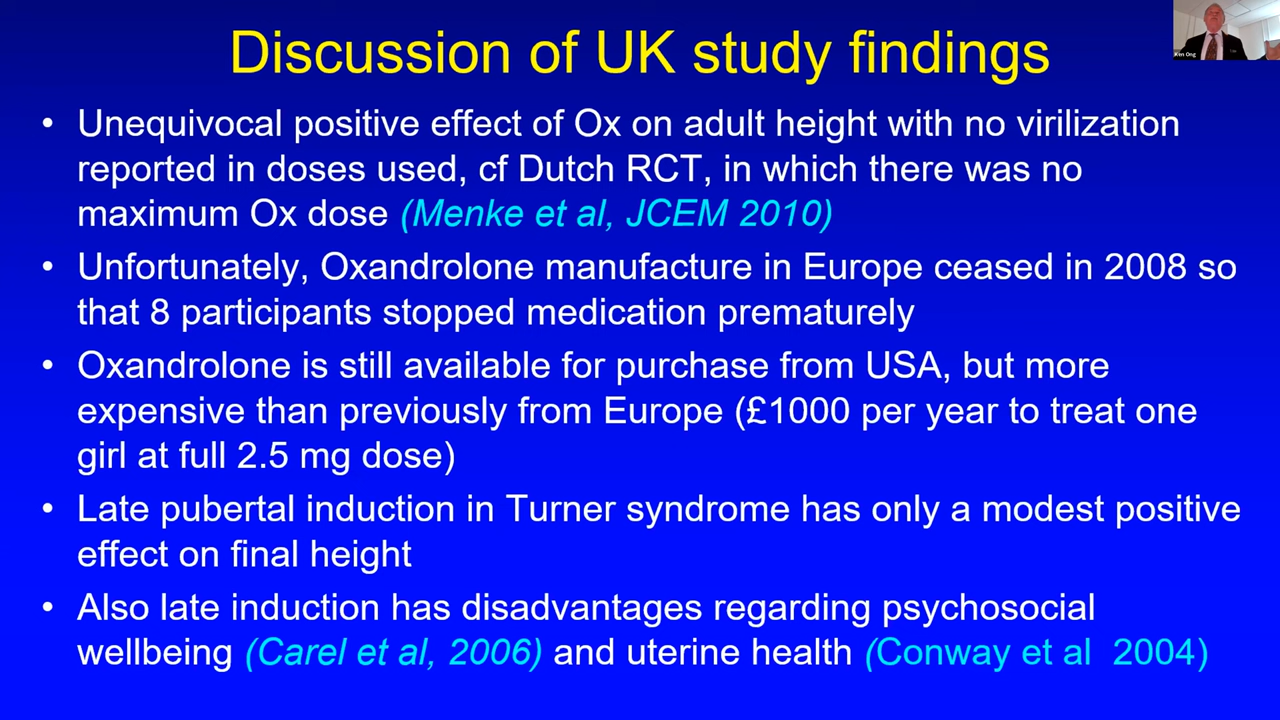 Discussion of UK study findings
Ken Ong
• Unequivocal positive effect of Ox on adult height with no virilization
reported in doses used, cf Dutch RCT, in which there was no
maximum Ox dose (Menke et al, JCEM 2010)
• Unfortunately, Oxandrolone manufacture in Europe ceased in 2008 so
that 8 participants stopped medication prematurely
• Oxandrolone is still available for purchase from USA, but more
expensive than previously from Europe (£1000 per year to treat one
girl at full 2.5 mg dose)
• Late pubertal induction in Turner syndrome has only a modest positive
effect on final height
• Also late induction has disadvantages regarding psychosocial
wellbeing (Carel et al, 2006) and uterine health (Conway et al  2004)